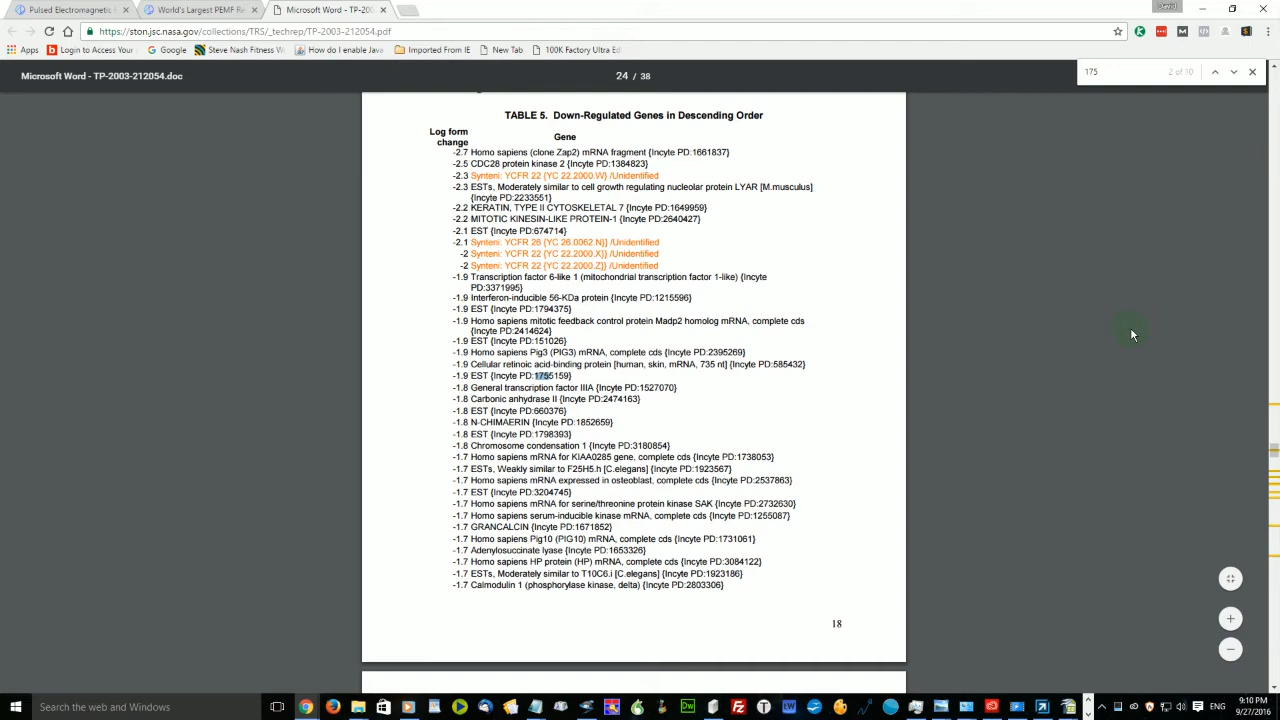 Pulsed Electromagnetic
World's Largest PEMF Re
Microsoft Word - TP-200
David
https://ston.jsc.nasa.gov/collections/TRS/_techrep/TP-2003-212054.pdf
Apps
Login to Access Your
Google
Steve Nash Fitness W
How do I enable Java
Imported From IE
New Tab
100K Factory Ultra Ed
Microsoft Word - TP-2003-212054.doc
24 / 38
175
2 of 10
TABLE 5. Down-Regulated Genes in Descending Order
Log form change
Gene
-2.7 Homo sapiens (clone Zap2) mRNA fragment {Incyte PD:1661837}
-2.5 CDC28 protein kinase 2 {Incyte PD:1384823}
-2.3 Synteni: YCFR 22 {YC 22.2000.W} /Unidentified
-2.3 ESTs, Moderately similar to cell growth regulating nucleolar protein LYAR [M.musculus]
{Incyte PD:2233551}
-2.2 KERATIN, TYPE II CYTOSKELETAL 7 {Incyte PD:1649959}
-2.2 MITOTIC KINESIN-LIKE PROTEIN-1 {Incyte PD:2640427}
-2.1 EST {Incyte PD:674714}
-2.1 Synteni: YCFR 26 {YC 26.0062.N}} /Unidentified
-2 Synteni: YCFR 22 {YC 22.2000.X}} /Unidentified
-2 Synteni: YCFR 22 {YC 22.2000.Z}} /Unidentified
-1.9 Transcription factor 6-like 1 (mitochondrial transcription factor 1-like) {Incyte
PD:3371995}
-1.9 Interferon-inducible 56-KDa protein {Incyte PD:1215596}
-1.9 EST {Incyte PD:1794375}
-1.9 Homo sapiens mitotic feedback control protein Madp2 homolog mRNA, complete cds
{Incyte PD:2414624}
-1.9 EST {Incyte PD:151026}
-1.9 Homo sapiens Pig3 (PIG3) mRNA, complete cds {Incyte PD:2395269}
-1.9 Cellular retinoic acid-binding protein [human, skin, mRNA, 735 nt] {Incyte PD:585432}
-1.9 EST {Incyte PD:1755159}
-1.8 General transcription factor IIIA {Incyte PD:1527070}
-1.8 Carbonic anhydrase II {Incyte PD:2474163}
-1.8 EST {Incyte PD:660376}
-1.8 N-CHIMAERIN {Incyte PD:1852659}
-1.8 EST {Incyte PD:1798393}
-1.8 Chromosome condensation 1 {Incyte PD:3180854}
-1.7 Homo sapiens mRNA for KIAA0285 gene, complete cds {Incyte PD:1738053}
-1.7 ESTs, Weakly similar to F25H5.h [C.elegans] {Incyte PD:1923567}
-1.7 Homo sapiens mRNA expressed in osteoblast, complete cds {Incyte PD:2537863}
-1.7 EST {Incyte PD:3204745}
-1.7 Homo sapiens mRNA for serine/threonine protein kinase SAK {Incyte PD:2732630}
-1.7 Homo sapiens serum-inducible kinase mRNA, complete cds {Incyte PD:1255087}
-1.7 GRANCALCIN {Incyte PD:1671852}
-1.7 Homo sapiens Pig10 (PIG10) mRNA, complete cds {Incyte PD:1731061}
-1.7 Adenylosuccinate lyase {Incyte PD:1653326}
-1.7 Homo sapiens HP protein (HP) mRNA, complete cds {Incyte PD:3084122}
-1.7 ESTs, Moderately similar to T10C6.i [C.elegans] {Incyte PD:1923186}
-1.7 Calmodulin 1 (phosphorylase kinase, delta) {Incyte PD:2803306}
18
Search the web and Windows
ENG
9:10 PM
9/27/2016